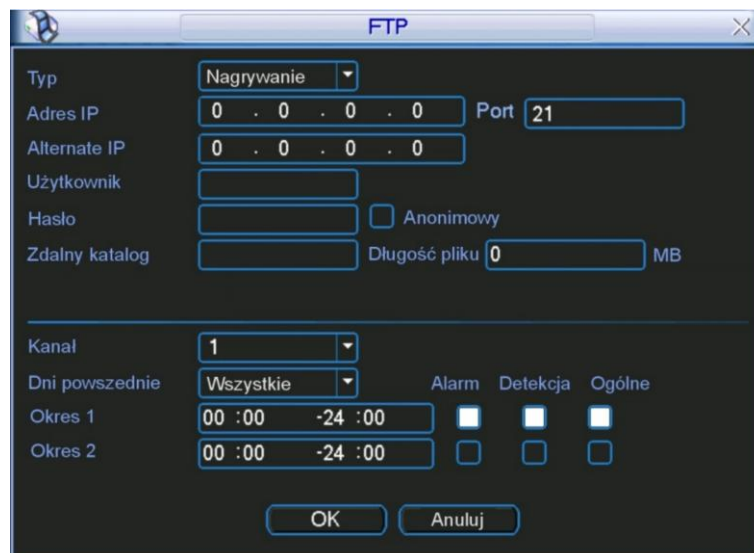 FTP
Typ Nagrywanie
Adres IP 0 . 0 . 0 . 0 Port 21
Alternate IP 0 . 0 . 0 . 0
Użytkownik
Hasło Anonimowy
Zdalny katalog Długość pliku 0 MB
Kanał 1
Dni powszednie Wszystkie Alarm Detekcja Ogólne
Okres 1 00 :00 -24 :00
Okres 2 00 :00 -24 :00
OK Anuluj